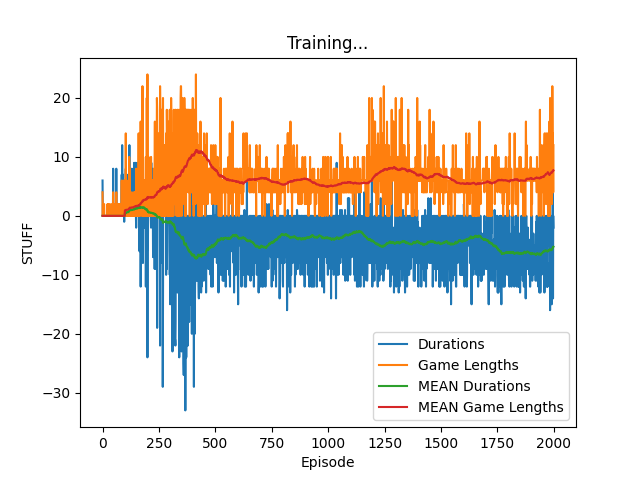 Training...
STUFF
20
10
0
−10
−20
−30
Durations
Game Lengths
MEAN Durations
MEAN Game Lengths
0 250 500 750 1000 1250 1500 1750 2000
Episode